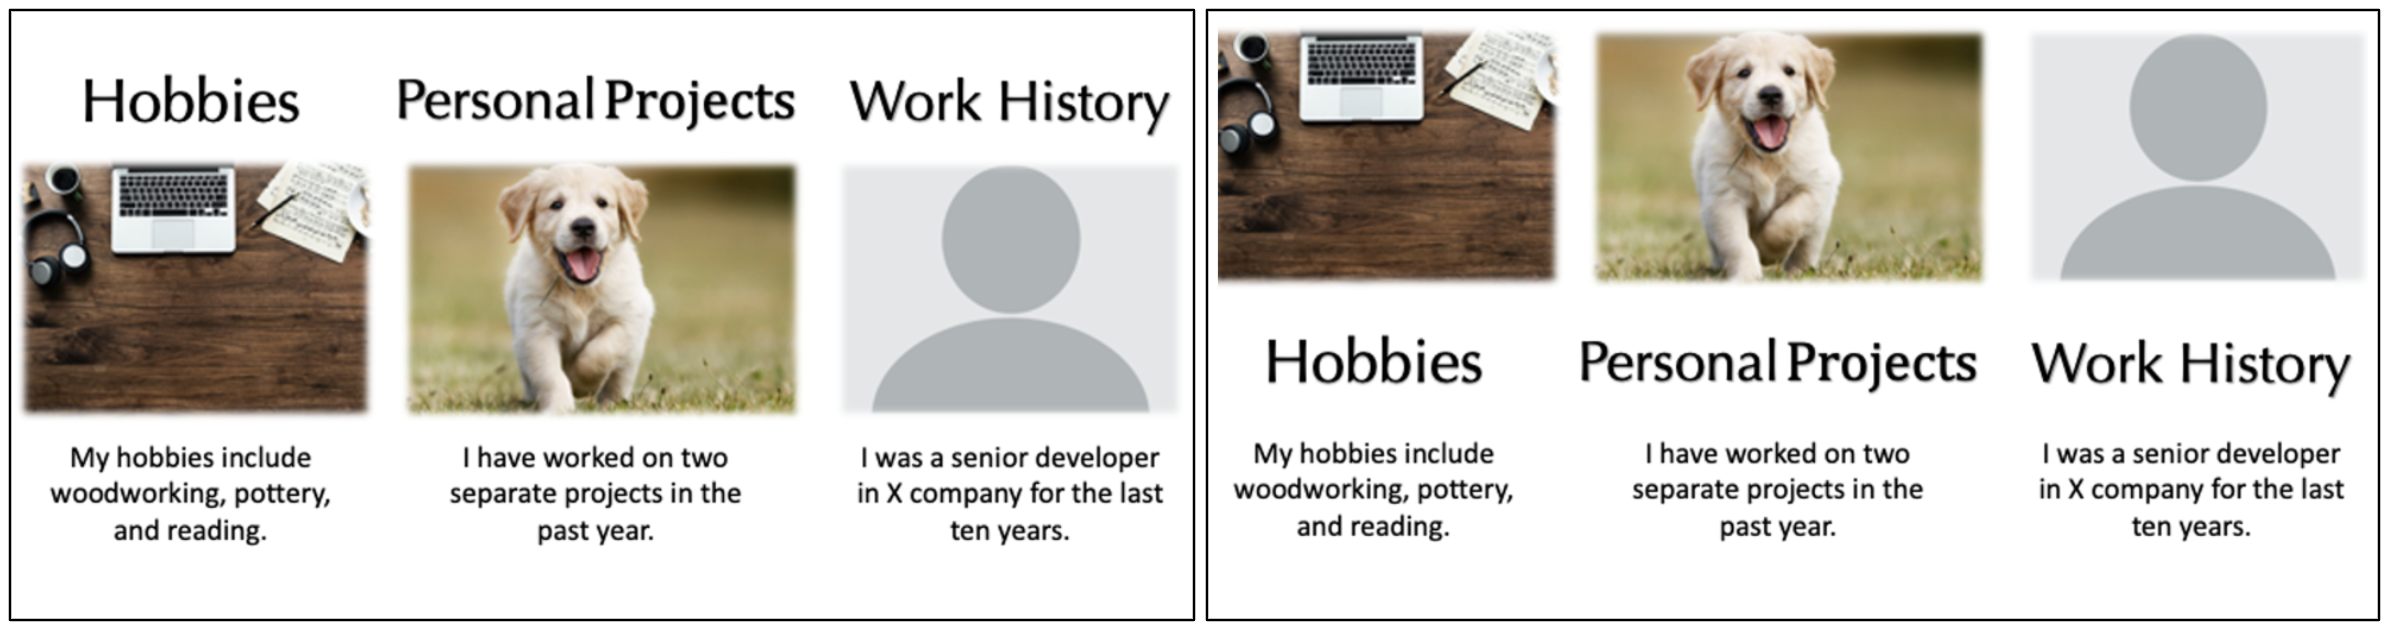 Hobbies
Personal Projects
Work History
My hobbies include
woodworking, pottery,
and reading.
I have worked on two
separate projects in the
past year.
I was a senior developer
in X company for the last
ten years.
Hobbies
Personal Projects
Work History
My hobbies include
woodworking, pottery,
and reading.
I have worked on two
separate projects in the
past year.
I was a senior developer
in X company for the last
ten years.